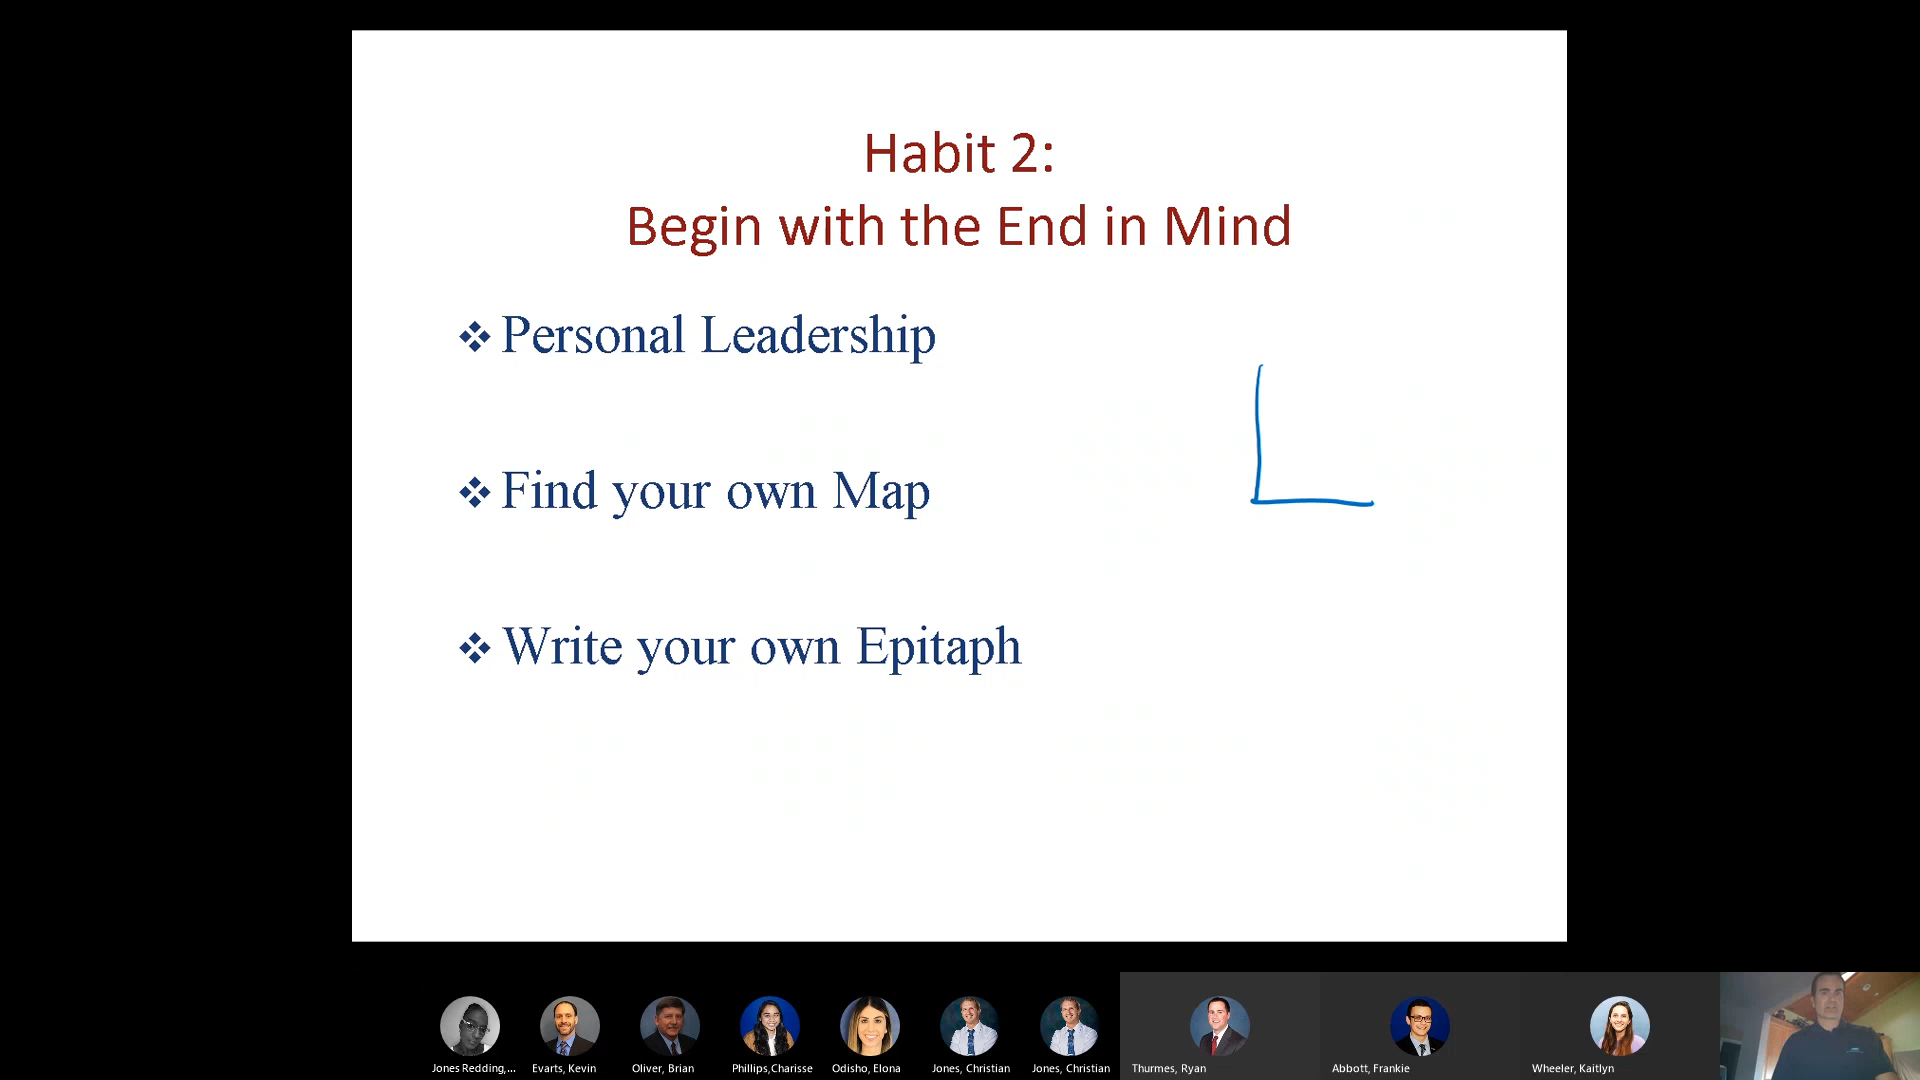 Habit 2:
Begin with the End in Mind
❖ Personal Leadership
❖ Find your own Map
❖ Write your own Epitaph
Jones Redding,...
Evarts, Kevin
Oliver, Brian
Phillips,Charisse
Odisho, Elona
Jones, Christian
Jones, Christian
Thurmes, Ryan
Abbott, Frankie
Wheeler, Kaitlyn